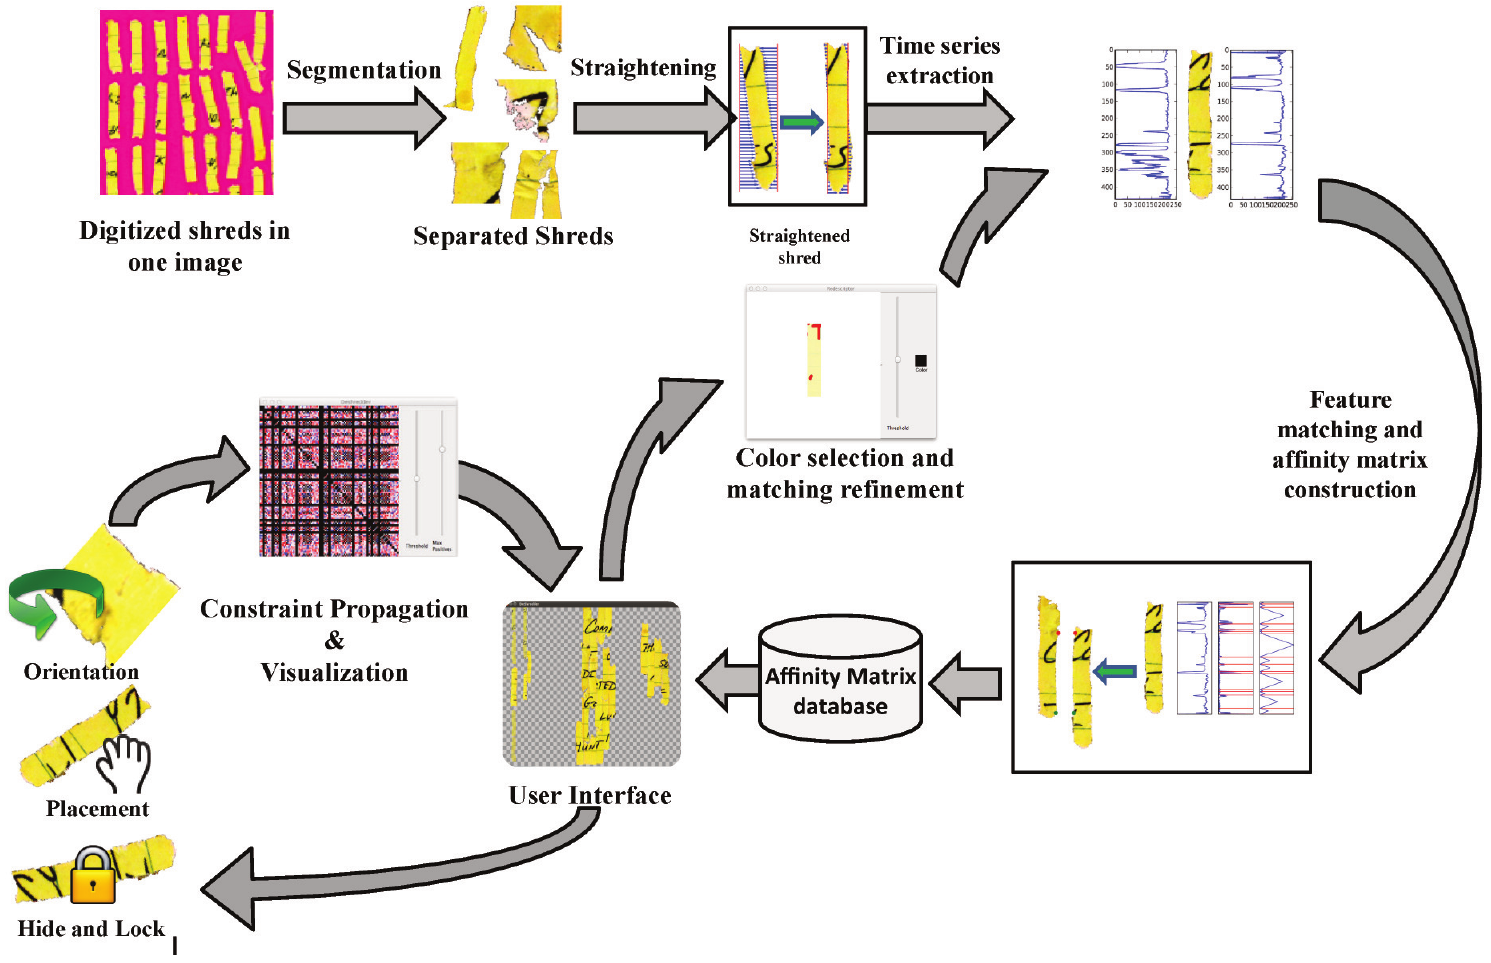 Segmentation
Straightening
Time series
extraction
Digitized shreds in
one image
Separated Shreds
Straightened
shred
0
50
100
150
200
250
300
350
400
0 50 100150200250
0
50
100
150
200
250
300
350
400
0 50 100150200250
Color
Threshold
Color selection and
matching refinement
Feature
matching and
affinity matrix
construction
Threshold
Max
Positives
Constraint Propagation
&
Visualization
Orientation
Placement
Hide and Lock
User Interface
Affinity Matrix
database